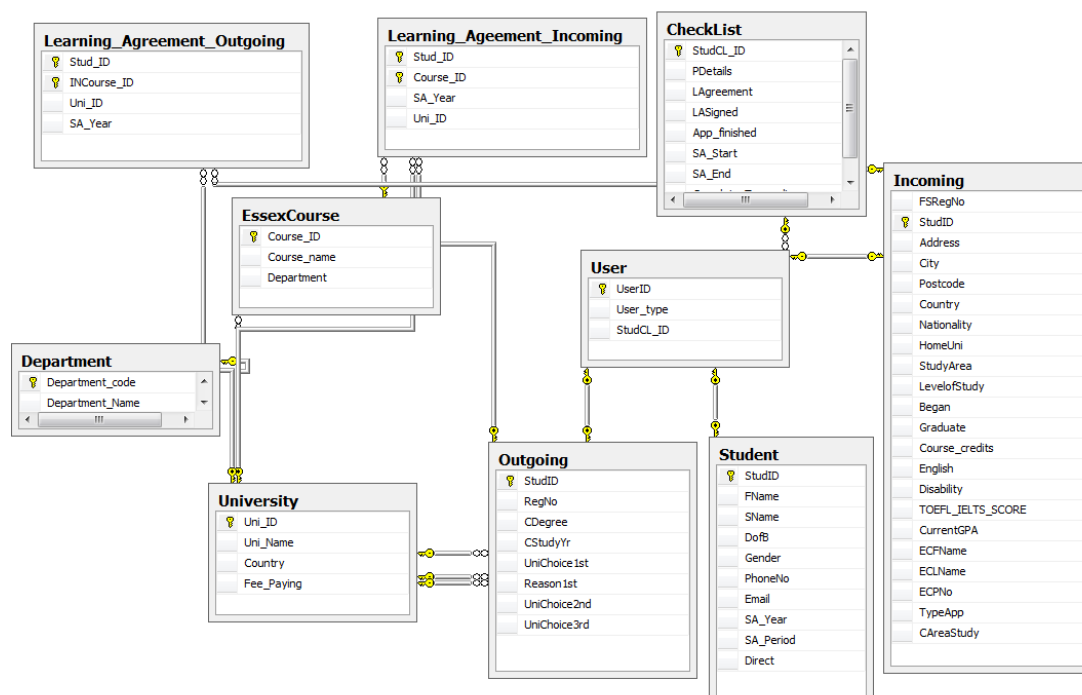 Learning_Agreement_Outgoing
Stud_ID
INCourse_ID
Uni_ID
SA_Year
Learning_Ageement_Incoming
Stud_ID
Course_ID
SA_Year
Uni_ID
CheckList
StudCL_ID
PDetails
LAgreement
LASigned
App_finished
SA_Start
SA_End
Incoming
FSRegNo
StudID
Address
City
Postcode
Country
Nationality
HomeUni
StudyArea
LevelofStudy
Began
Graduate
Course_credits
English
Disability
TOEFL_IELTS_SCORE
CurrentGPA
ECFName
ECLName
ECPNo
TypeApp
CAreaStudy
EssexCourse
Course_ID
Course_name
Department
User
UserID
User_type
StudCL_ID
Department
Department_code
Department_Name
University
Uni_ID
Uni_Name
Country
Fee_Paying
Outgoing
StudID
RegNo
CDegree
CStudyYr
UniChoice1st
Reason1st
UniChoice2nd
UniChoice3rd
Student
StudID
FName
SName
DofB
Gender
PhoneNo
Email
SA_Year
SA_Period
Direct